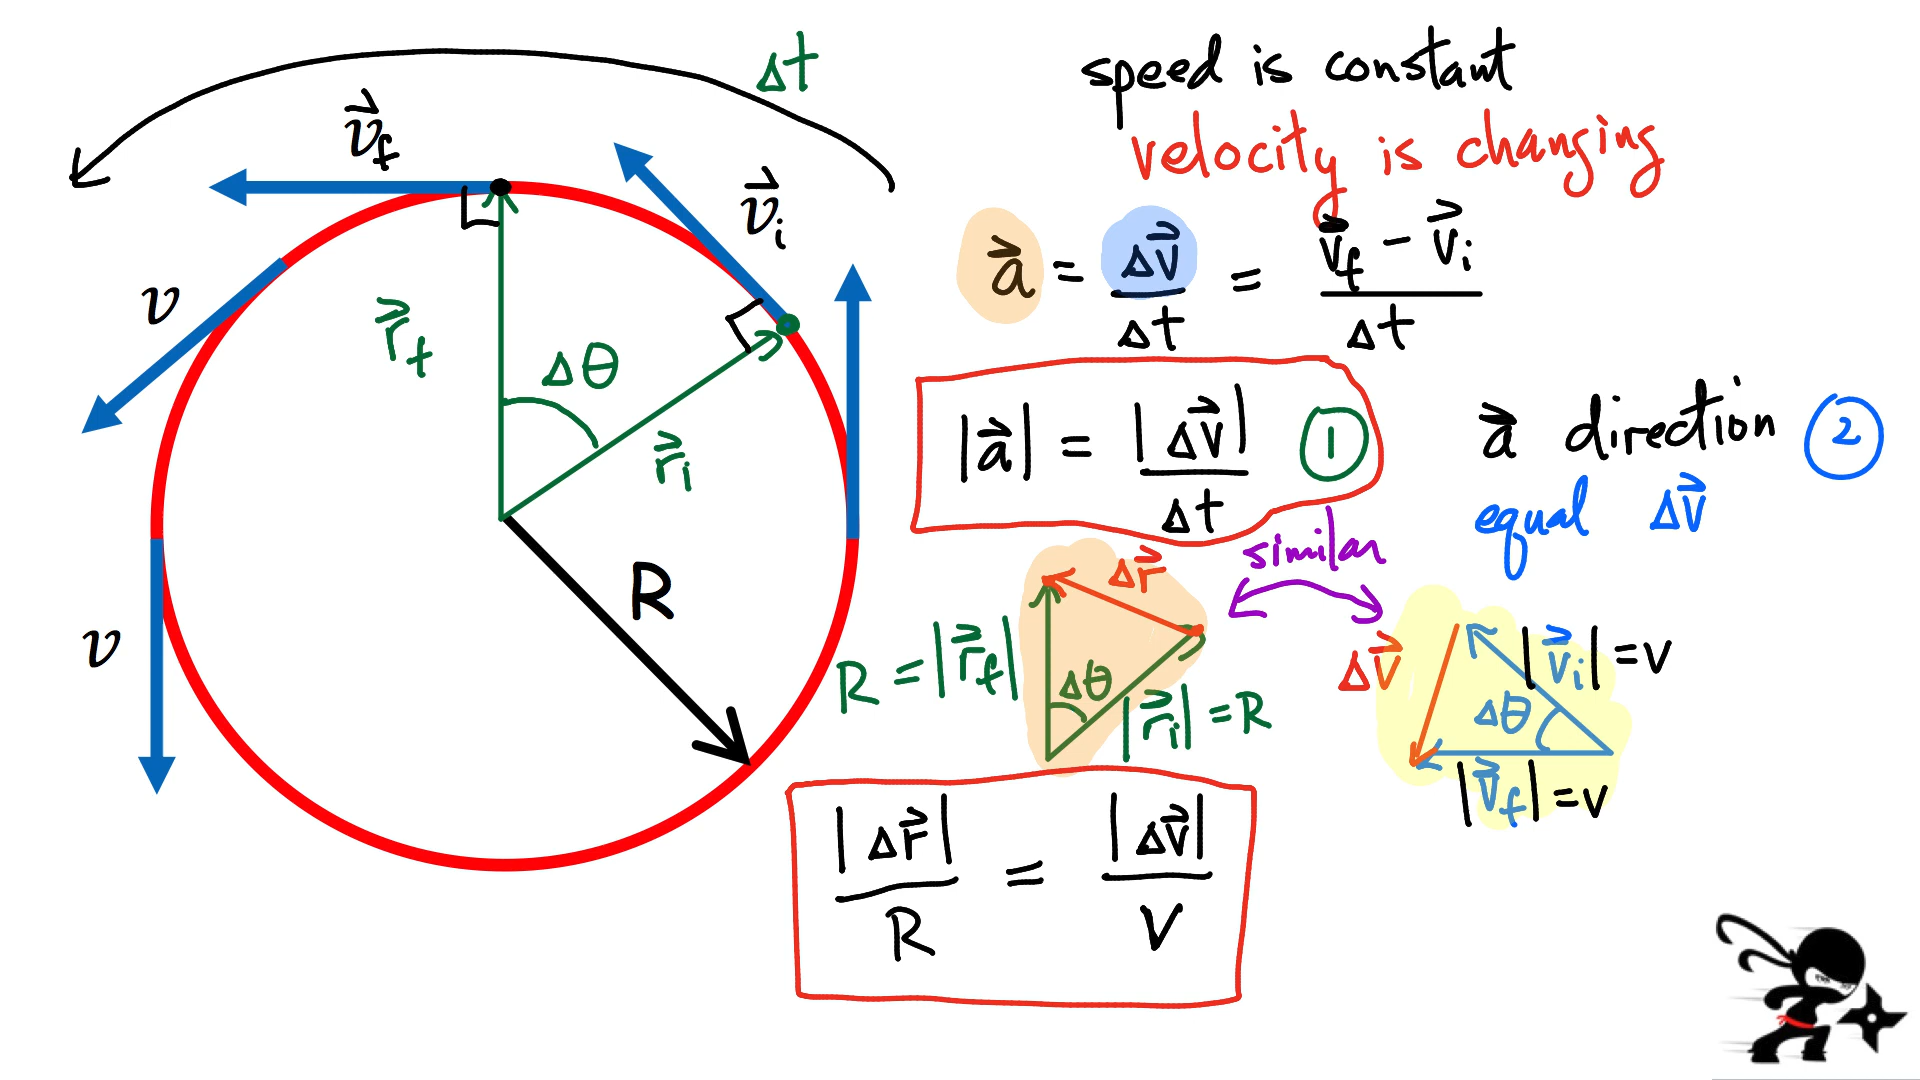 Δt
v⃗f
v⃗i
v
v
r⃗f
Δθ
r⃗i
R
speed is constant
velocity is changing
a⃗ = Δv⃗/Δt = (v⃗f − v⃗i)/Δt
|a⃗| = |Δv⃗|/Δt ①
a⃗ direction ②
equal Δv⃗
similar
Δr⃗
R = |r⃗f|
Δθ
|r⃗i| = R
Δv⃗
|v⃗i| = v
Δθ
|v⃗f| = v
|Δr⃗|/R = |Δv⃗|/v